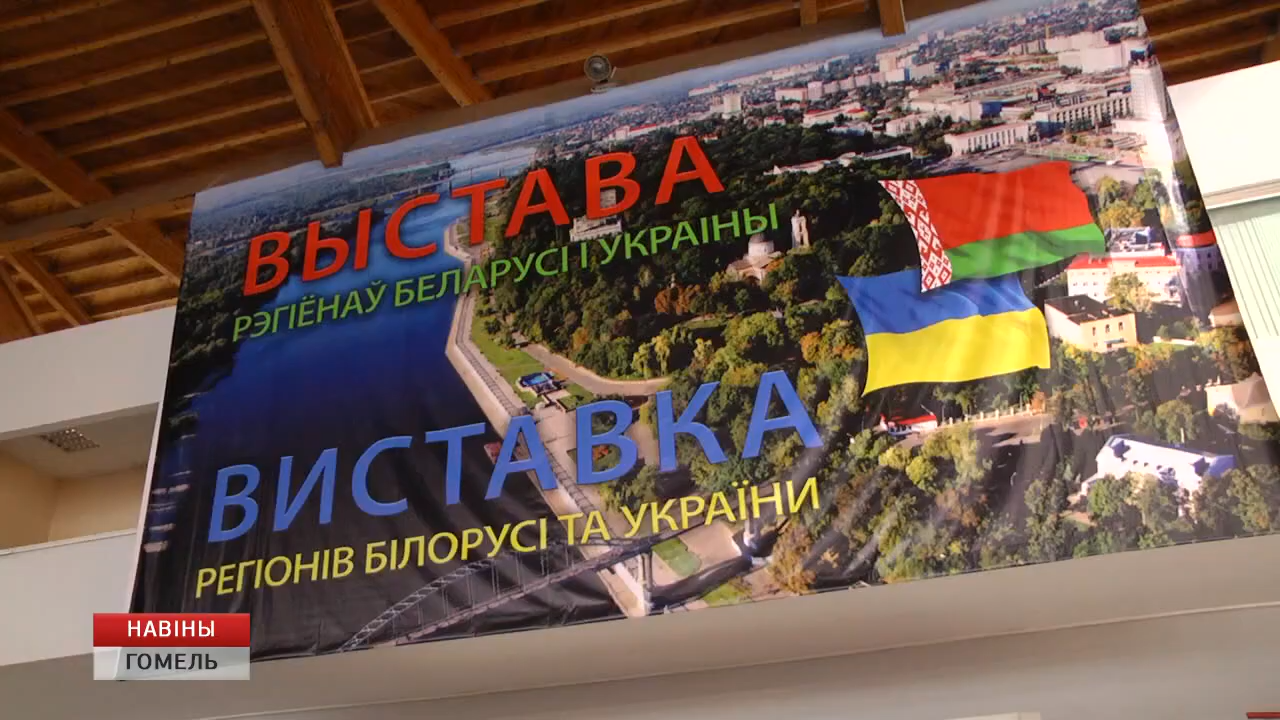 ВЫСТАВА
РЭГІЁНАЎ БЕЛАРУСІ І УКРАІНЫ
ВИСТАВКА
РЕГІОНІВ БІЛОРУСІ ТА УКРАЇНИ
НАВІНЫ
ГОМЕЛЬ